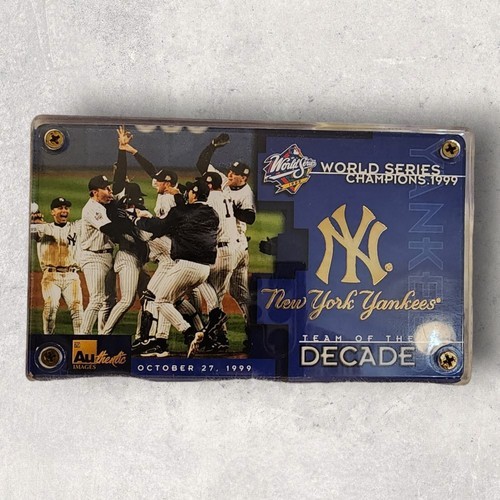 World Series
1999
WORLD SERIES
CHAMPIONS.1999
YANKEES
NY
New York Yankees®
TEAM OF THE
DECADE
Authentic
IMAGES
OCTOBER 27, 1999